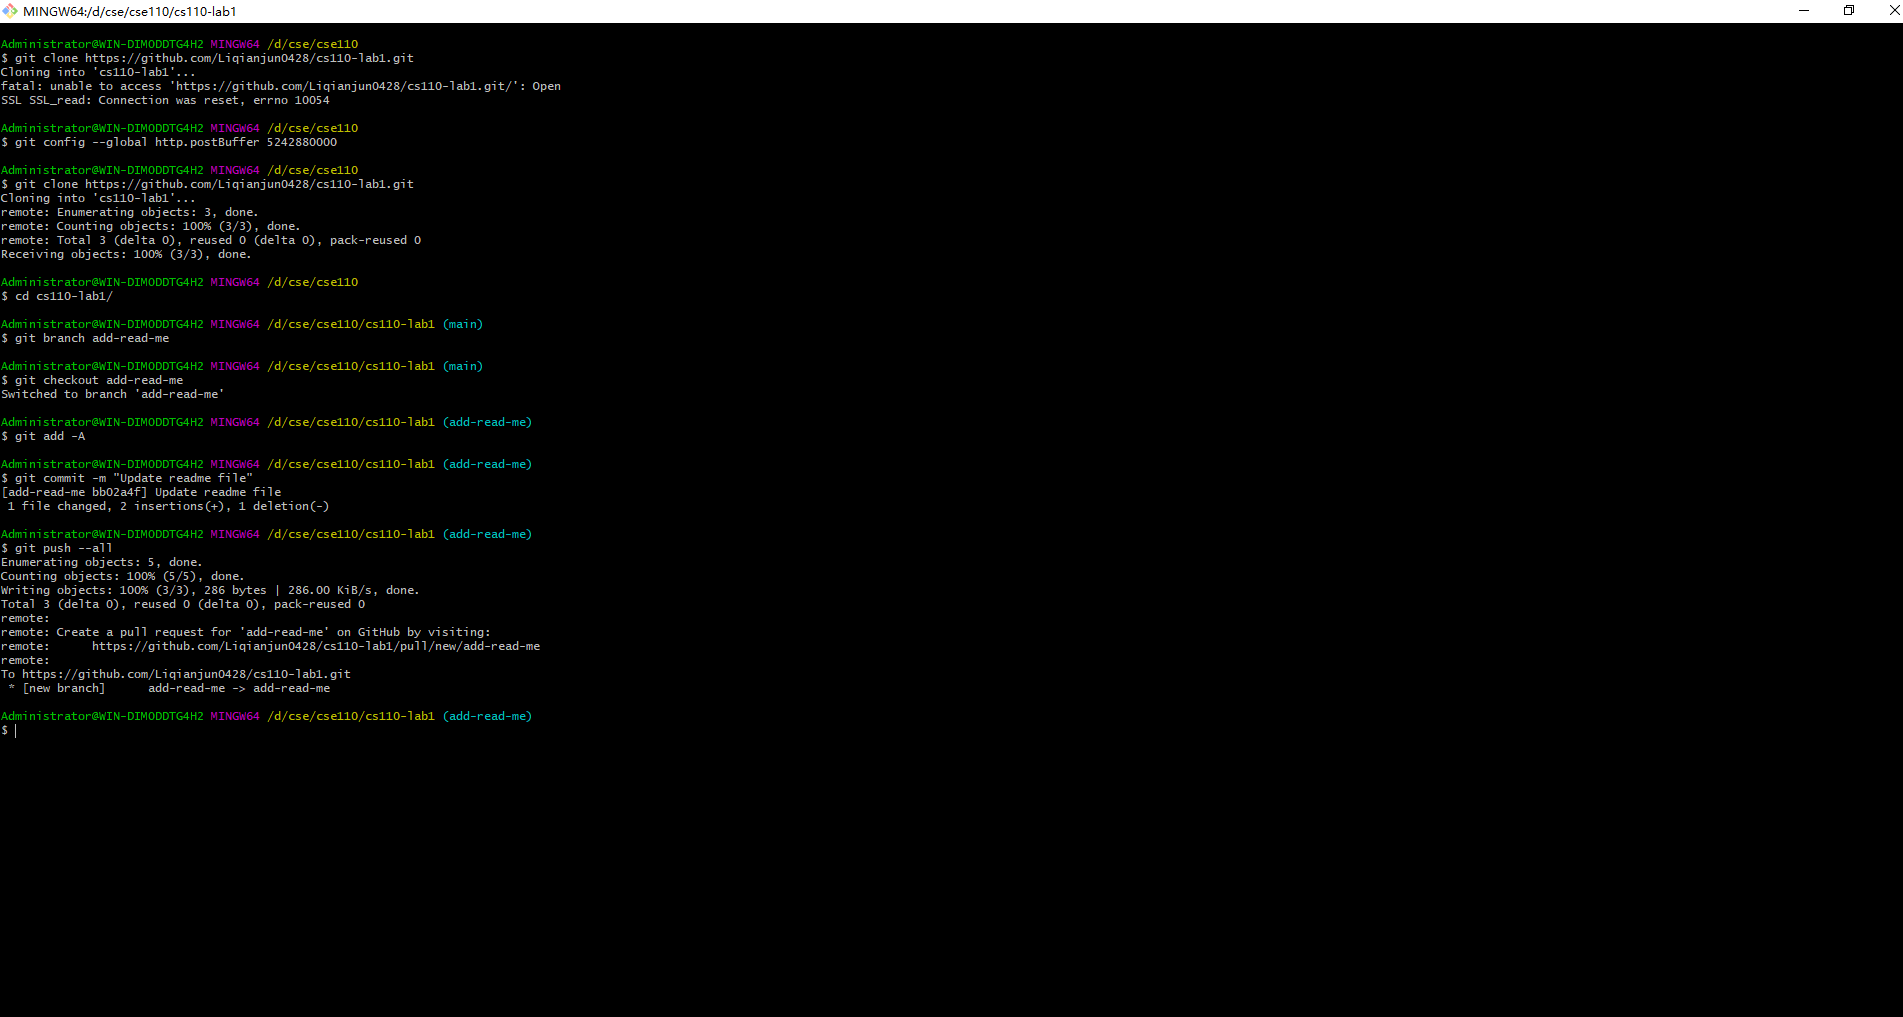 MINGW64:/d/cse/cse110/cs110-lab1
Administrator@WIN-DIMODDTG4H2 MINGW64 /d/cse/cse110
$ git clone https://github.com/Liqianjun0428/cs110-lab1.git
Cloning into 'cs110-lab1'...
fatal: unable to access 'https://github.com/Liqianjun0428/cs110-lab1.git/': Open
SSL SSL_read: Connection was reset, errno 10054
Administrator@WIN-DIMODDTG4H2 MINGW64 /d/cse/cse110
$ git config --global http.postBuffer 5242880000
Administrator@WIN-DIMODDTG4H2 MINGW64 /d/cse/cse110
$ git clone https://github.com/Liqianjun0428/cs110-lab1.git
Cloning into 'cs110-lab1'...
remote: Enumerating objects: 3, done.
remote: Counting objects: 100% (3/3), done.
remote: Total 3 (delta 0), reused 0 (delta 0), pack-reused 0
Receiving objects: 100% (3/3), done.
Administrator@WIN-DIMODDTG4H2 MINGW64 /d/cse/cse110
$ cd cs110-lab1/
Administrator@WIN-DIMODDTG4H2 MINGW64 /d/cse/cse110/cs110-lab1 (main)
$ git branch add-read-me
Administrator@WIN-DIMODDTG4H2 MINGW64 /d/cse/cse110/cs110-lab1 (main)
$ git checkout add-read-me
Switched to branch 'add-read-me'
Administrator@WIN-DIMODDTG4H2 MINGW64 /d/cse/cse110/cs110-lab1 (add-read-me)
$ git add -A
Administrator@WIN-DIMODDTG4H2 MINGW64 /d/cse/cse110/cs110-lab1 (add-read-me)
$ git commit -m "Update readme file"
[add-read-me bb02a4f] Update readme file
 1 file changed, 2 insertions(+), 1 deletion(-)
Administrator@WIN-DIMODDTG4H2 MINGW64 /d/cse/cse110/cs110-lab1 (add-read-me)
$ git push --all
Enumerating objects: 5, done.
Counting objects: 100% (5/5), done.
Writing objects: 100% (3/3), 286 bytes | 286.00 KiB/s, done.
Total 3 (delta 0), reused 0 (delta 0), pack-reused 0
remote:
remote: Create a pull request for 'add-read-me' on GitHub by visiting:
remote:      https://github.com/Liqianjun0428/cs110-lab1/pull/new/add-read-me
remote:
To https://github.com/Liqianjun0428/cs110-lab1.git
 * [new branch]      add-read-me -> add-read-me
Administrator@WIN-DIMODDTG4H2 MINGW64 /d/cse/cse110/cs110-lab1 (add-read-me)
$